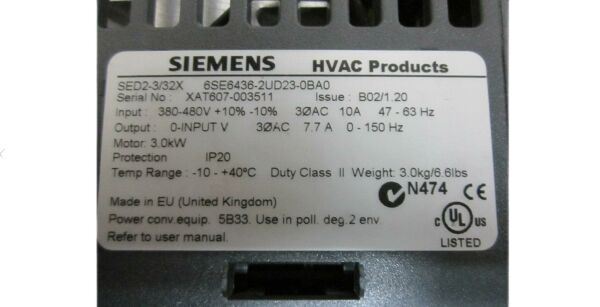 SIEMENS HVAC Products
SED2-3/32X 6SE6436-2UD23-0BA0
Serial No : XAT607-003511 Issue : B02/1.20
Input : 380-480V +10% -10% 3ØAC 10A 47 - 63 Hz
Output : 0-INPUT V 3ØAC 7.7 A 0 - 150 Hz
Motor: 3.0kW
Protection IP20
Temp Range : -10 - +40ºC Duty Class II Weight: 3.0kg/6.6lbs
N474 CE
Made in EU (United Kingdom)
Power conv.equip. 5B33. Use in poll. deg.2 env.
C UL US
Refer to user manual.
LISTED